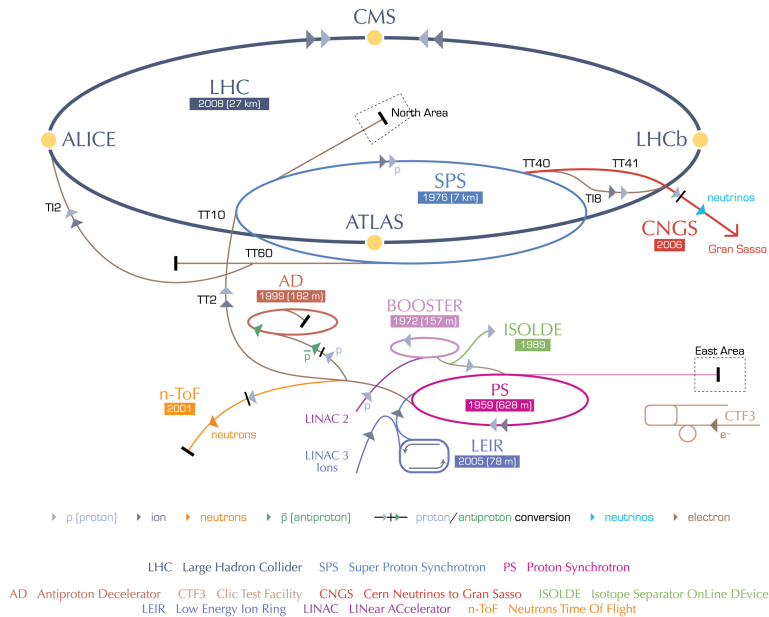 CMS
LHC
2008 (27 km)
North Area
ALICE
LHCb
TT40
TT41
p
SPS
1976 (7 km)
TI2
TT10
TI8
neutrinos
ATLAS
CNGS
2006
Gran Sasso
TT60
AD
1999 (182 m)
TT2
BOOSTER
1972 (157 m)
ISOLDE
1989
p
p̅
East Area
n-ToF
2001
PS
1959 (628 m)
p
LINAC 2
neutrons
CTF3
e-
LEIR
2005 (78 m)
LINAC 3
Ions
p (proton) ion neutrons p̅ (antiproton) proton/antiproton conversion neutrinos electron
LHC Large Hadron Collider SPS Super Proton Synchrotron PS Proton Synchrotron
AD Antiproton Decelerator CTF3 Clic Test Facility CNGS Cern Neutrinos to Gran Sasso ISOLDE Isotope Separator OnLine DEvice
LEIR Low Energy Ion Ring LINAC LINear ACcelerator n-ToF Neutrons Time Of Flight